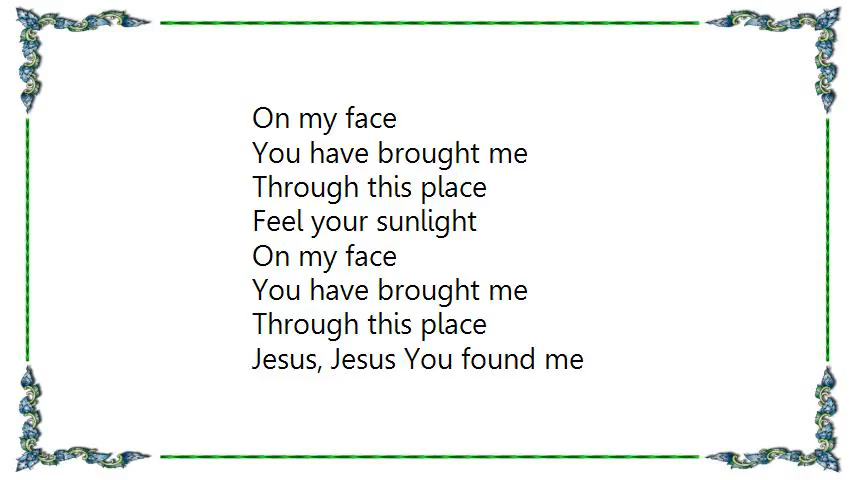 On my face
You have brought me
Through this place
Feel your sunlight
On my face
You have brought me
Through this place
Jesus, Jesus You found me